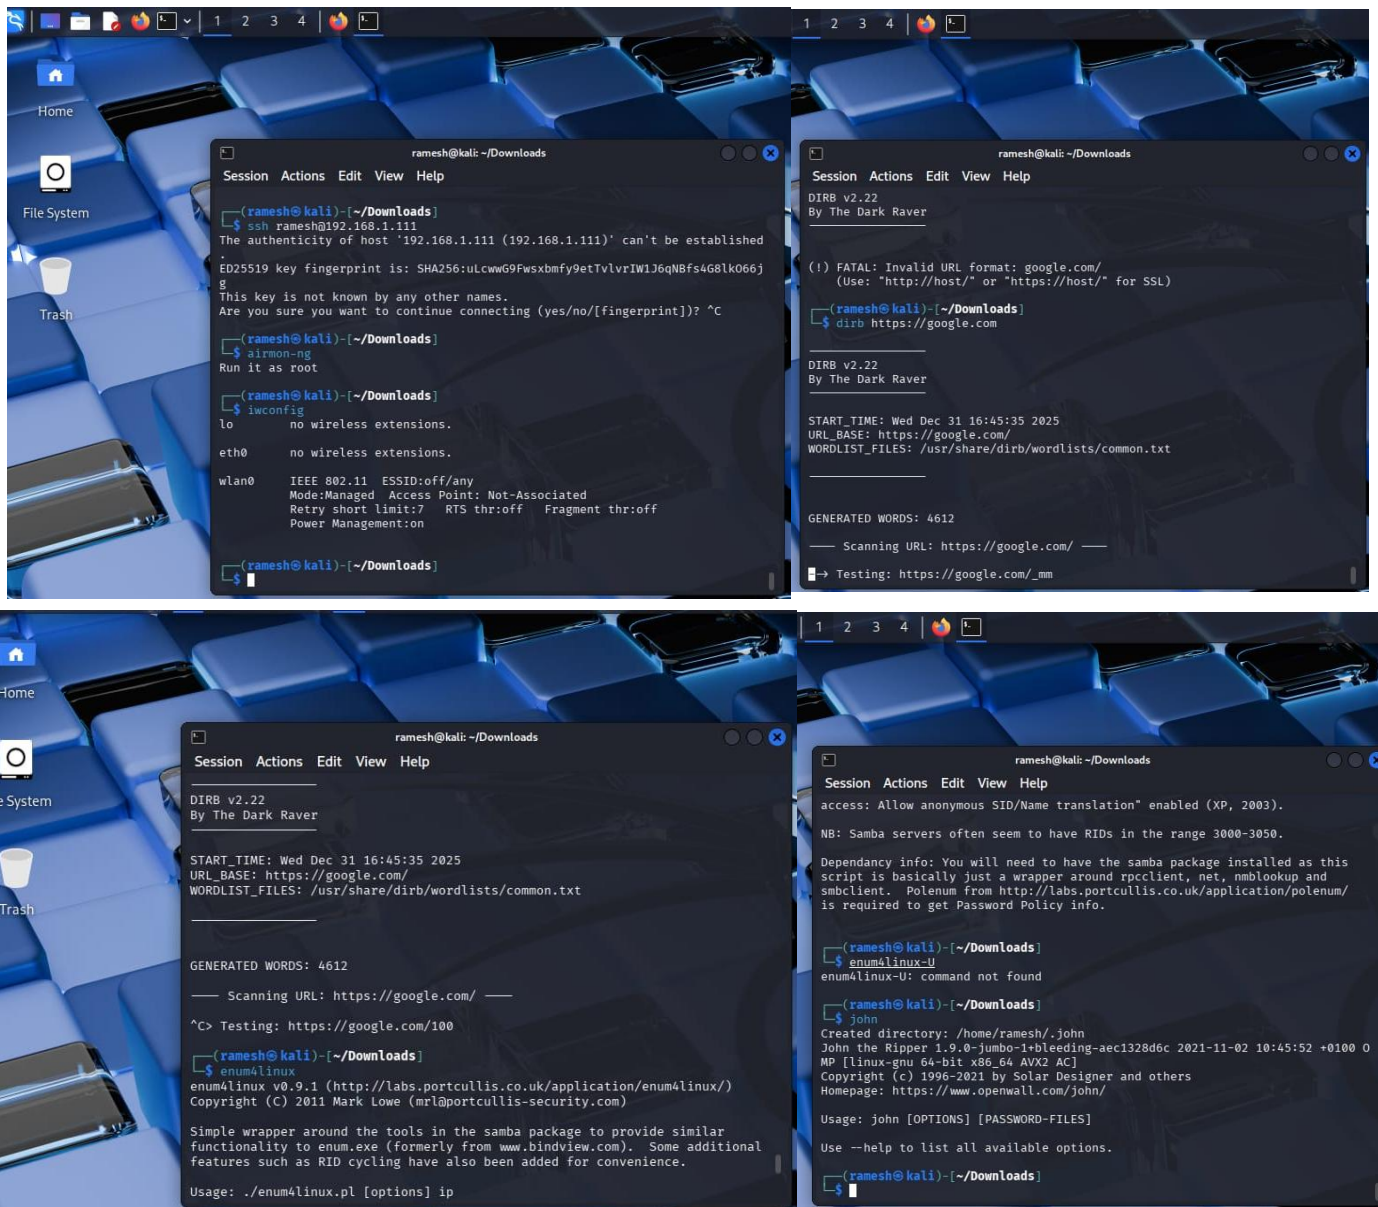 1 2 3 4
Home
File System
Trash
ramesh@kali: ~/Downloads
Session Actions Edit View Help
┌──(ramesh㉿kali)-[~/Downloads]
└─$ ssh ramesh@192.168.1.111
The authenticity of host '192.168.1.111 (192.168.1.111)' can't be established
.
ED25519 key fingerprint is: SHA256:uLcwwG9Fwsxbmfy9etTvlvrIW1J6qNBfs4G8lkO66j
g
This key is not known by any other names.
Are you sure you want to continue connecting (yes/no/[fingerprint])? ^C
┌──(ramesh㉿kali)-[~/Downloads]
└─$ airmon-ng
Run it as root
┌──(ramesh㉿kali)-[~/Downloads]
└─$ iwconfig
lo no wireless extensions.
eth0 no wireless extensions.
wlan0 IEEE 802.11 ESSID:off/any
Mode:Managed Access Point: Not-Associated
Retry short limit:7 RTS thr:off Fragment thr:off
Power Management:on
┌──(ramesh㉿kali)-[~/Downloads]
└─$
1 2 3 4
ramesh@kali: ~/Downloads
Session Actions Edit View Help
DIRB v2.22
By The Dark Raver
(!) FATAL: Invalid URL format: google.com/
(Use: "http://host/" or "https://host/" for SSL)
┌──(ramesh㉿kali)-[~/Downloads]
└─$ dirb https://google.com
DIRB v2.22
By The Dark Raver
START_TIME: Wed Dec 31 16:45:35 2025
URL_BASE: https://google.com/
WORDLIST_FILES: /usr/share/dirb/wordlists/common.txt
GENERATED WORDS: 4612
──── Scanning URL: https://google.com/ ────
-→ Testing: https://google.com/_mm
Home
e System
Trash
ramesh@kali: ~/Downloads
Session Actions Edit View Help
DIRB v2.22
By The Dark Raver
START_TIME: Wed Dec 31 16:45:35 2025
URL_BASE: https://google.com/
WORDLIST_FILES: /usr/share/dirb/wordlists/common.txt
GENERATED WORDS: 4612
──── Scanning URL: https://google.com/ ────
^C> Testing: https://google.com/100
┌──(ramesh㉿kali)-[~/Downloads]
└─$ enum4linux
enum4linux v0.9.1 (http://labs.portcullis.co.uk/application/enum4linux/)
Copyright (C) 2011 Mark Lowe (mrl@portcullis-security.com)
Simple wrapper around the tools in the samba package to provide similar
functionality to enum.exe (formerly from www.bindview.com). Some additional
features such as RID cycling have also been added for convenience.
Usage: ./enum4linux.pl [options] ip
1 2 3 4
ramesh@kali: ~/Downloads
Session Actions Edit View Help
access: Allow anonymous SID/Name translation" enabled (XP, 2003).
NB: Samba servers often seem to have RIDs in the range 3000-3050.
Dependancy info: You will need to have the samba package installed as this
script is basically just a wrapper around rpcclient, net, nmblookup and
smbclient. Polenum from http://labs.portcullis.co.uk/application/polenum/
is required to get Password Policy info.
┌──(ramesh㉿kali)-[~/Downloads]
└─$ enum4linux-U
enum4linux-U: command not found
┌──(ramesh㉿kali)-[~/Downloads]
└─$ john
Created directory: /home/ramesh/.john
John the Ripper 1.9.0-jumbo-1+bleeding-aec1328d6c 2021-11-02 10:45:52 +0100 O
MP [linux-gnu 64-bit x86_64 AVX2 AC]
Copyright (c) 1996-2021 by Solar Designer and others
Homepage: https://www.openwall.com/john/
Usage: john [OPTIONS] [PASSWORD-FILES]
Use --help to list all available options.
┌──(ramesh㉿kali)-[~/Downloads]
└─$